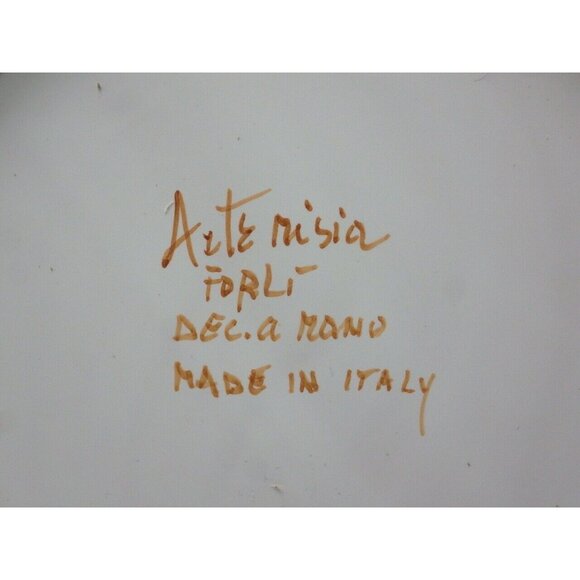 Artemisia
FORLÌ
DEC. a MANO
MADE IN ITALY